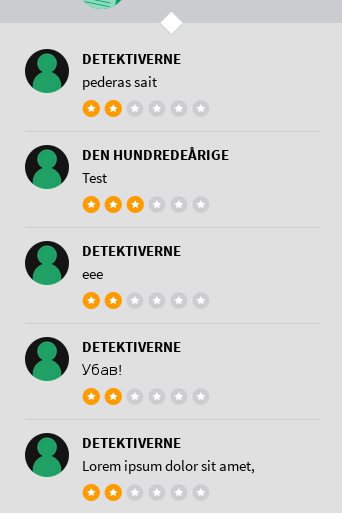 DETEKTIVERNE
pederas sait
DEN HUNDREDEÅRIGE
Test
DETEKTIVERNE
eee
DETEKTIVERNE
Убав!
DETEKTIVERNE
Lorem ipsum dolor sit amet,